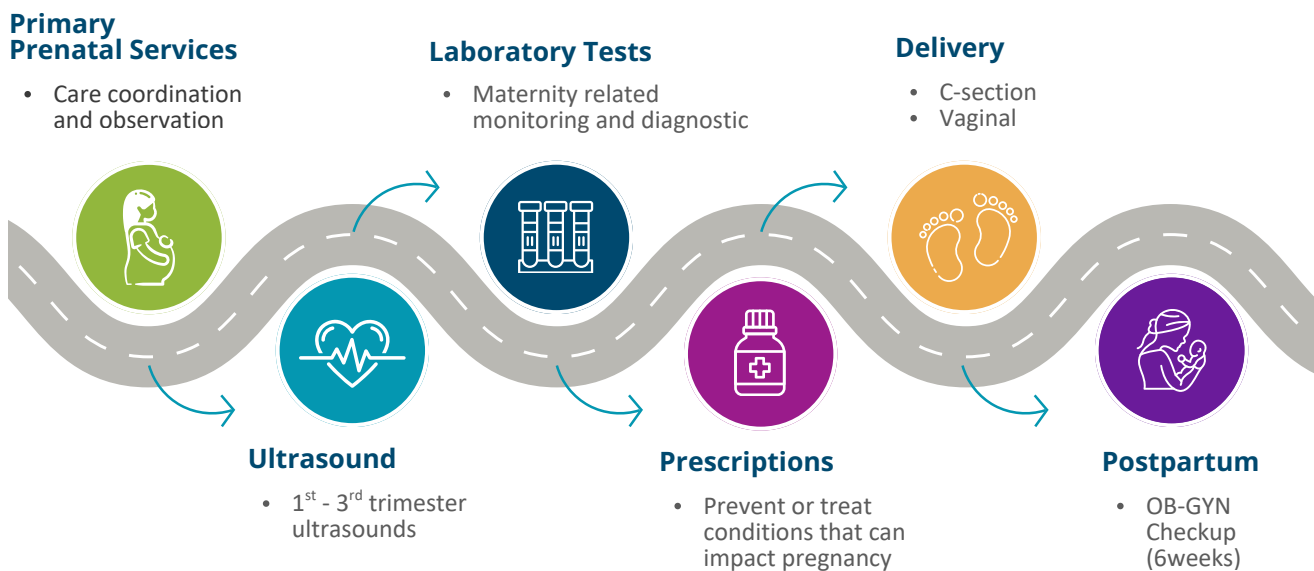 Primary
Prenatal Services
• Care coordination
and observation
Ultrasound
• 1st - 3rd trimester
ultrasounds
Laboratory Tests
• Maternity related
monitoring and diagnostic
Prescriptions
• Prevent or treat
conditions that can
impact pregnancy
Delivery
• C-section
• Vaginal
Postpartum
• OB-GYN
Checkup
(6weeks)